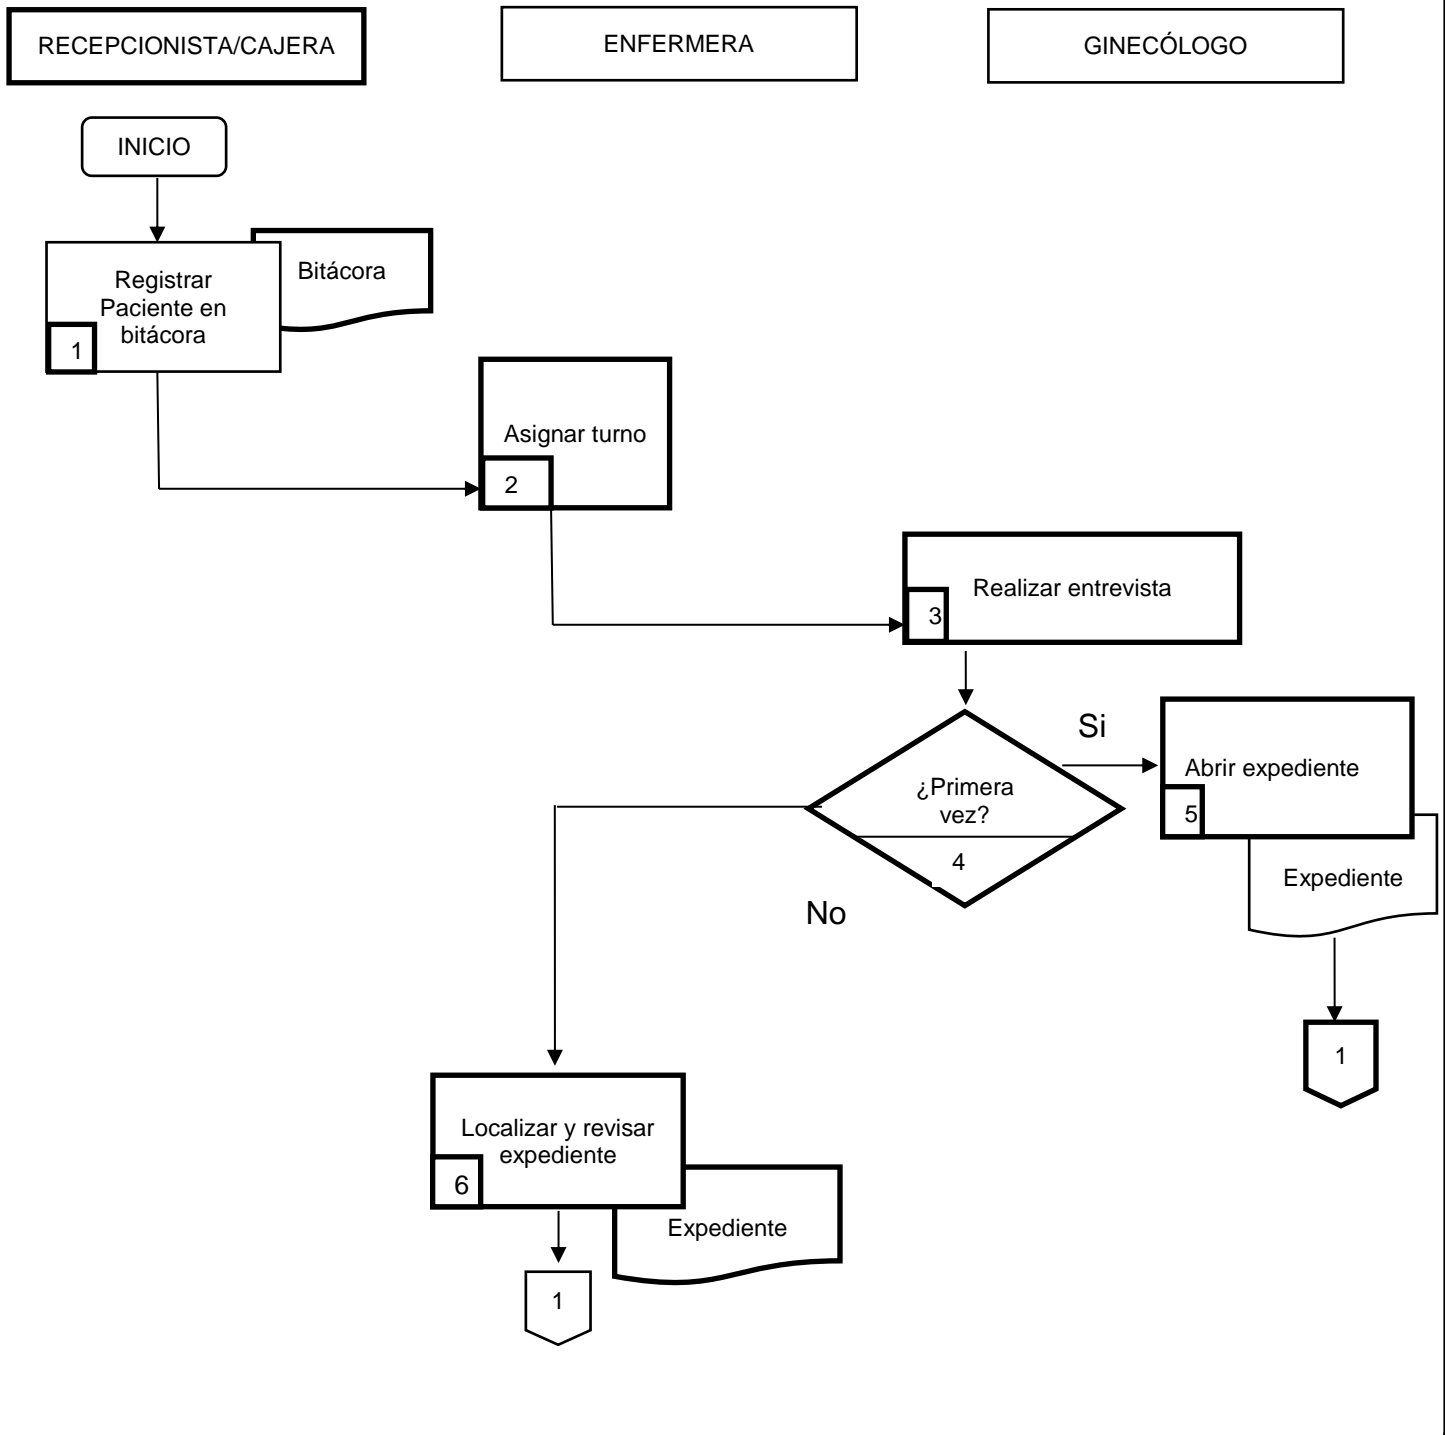 RECEPCIONISTA/CAJERA
ENFERMERA
GINECÓLOGO
INICIO
Registrar
Paciente en
bitácora
1
Bitácora
Asignar turno
2
Realizar entrevista
3
¿Primera
vez?
4
Si
Abrir expediente
5
Expediente
1
No
Localizar y revisar
expediente
6
Expediente
1